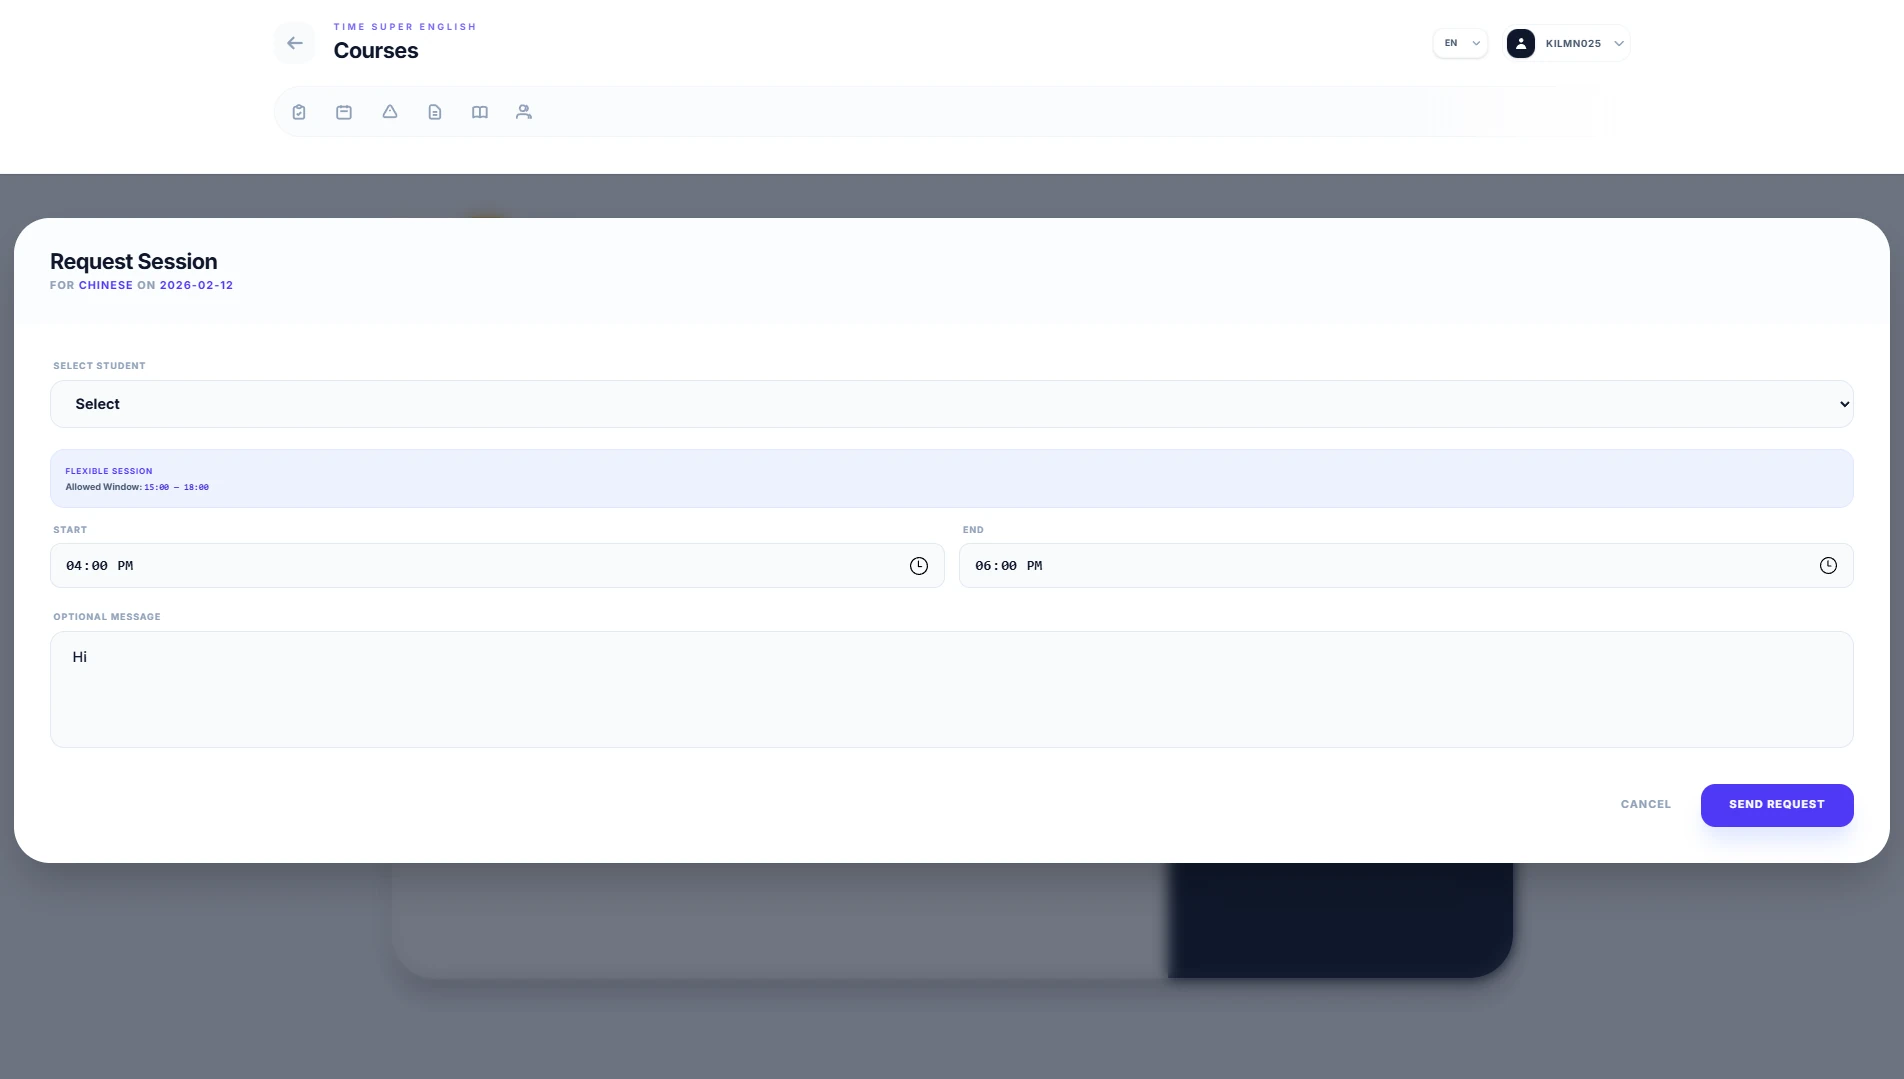 TIME SUPER ENGLISH
Courses
EN
KILMN025
Request Session
FOR CHINESE ON 2026-02-12
SELECT STUDENT
Select
FLEXIBLE SESSION
Allowed Window: 15:00 – 18:00
START
END
04:00 PM
06:00 PM
OPTIONAL MESSAGE
Hi
CANCEL
SEND REQUEST